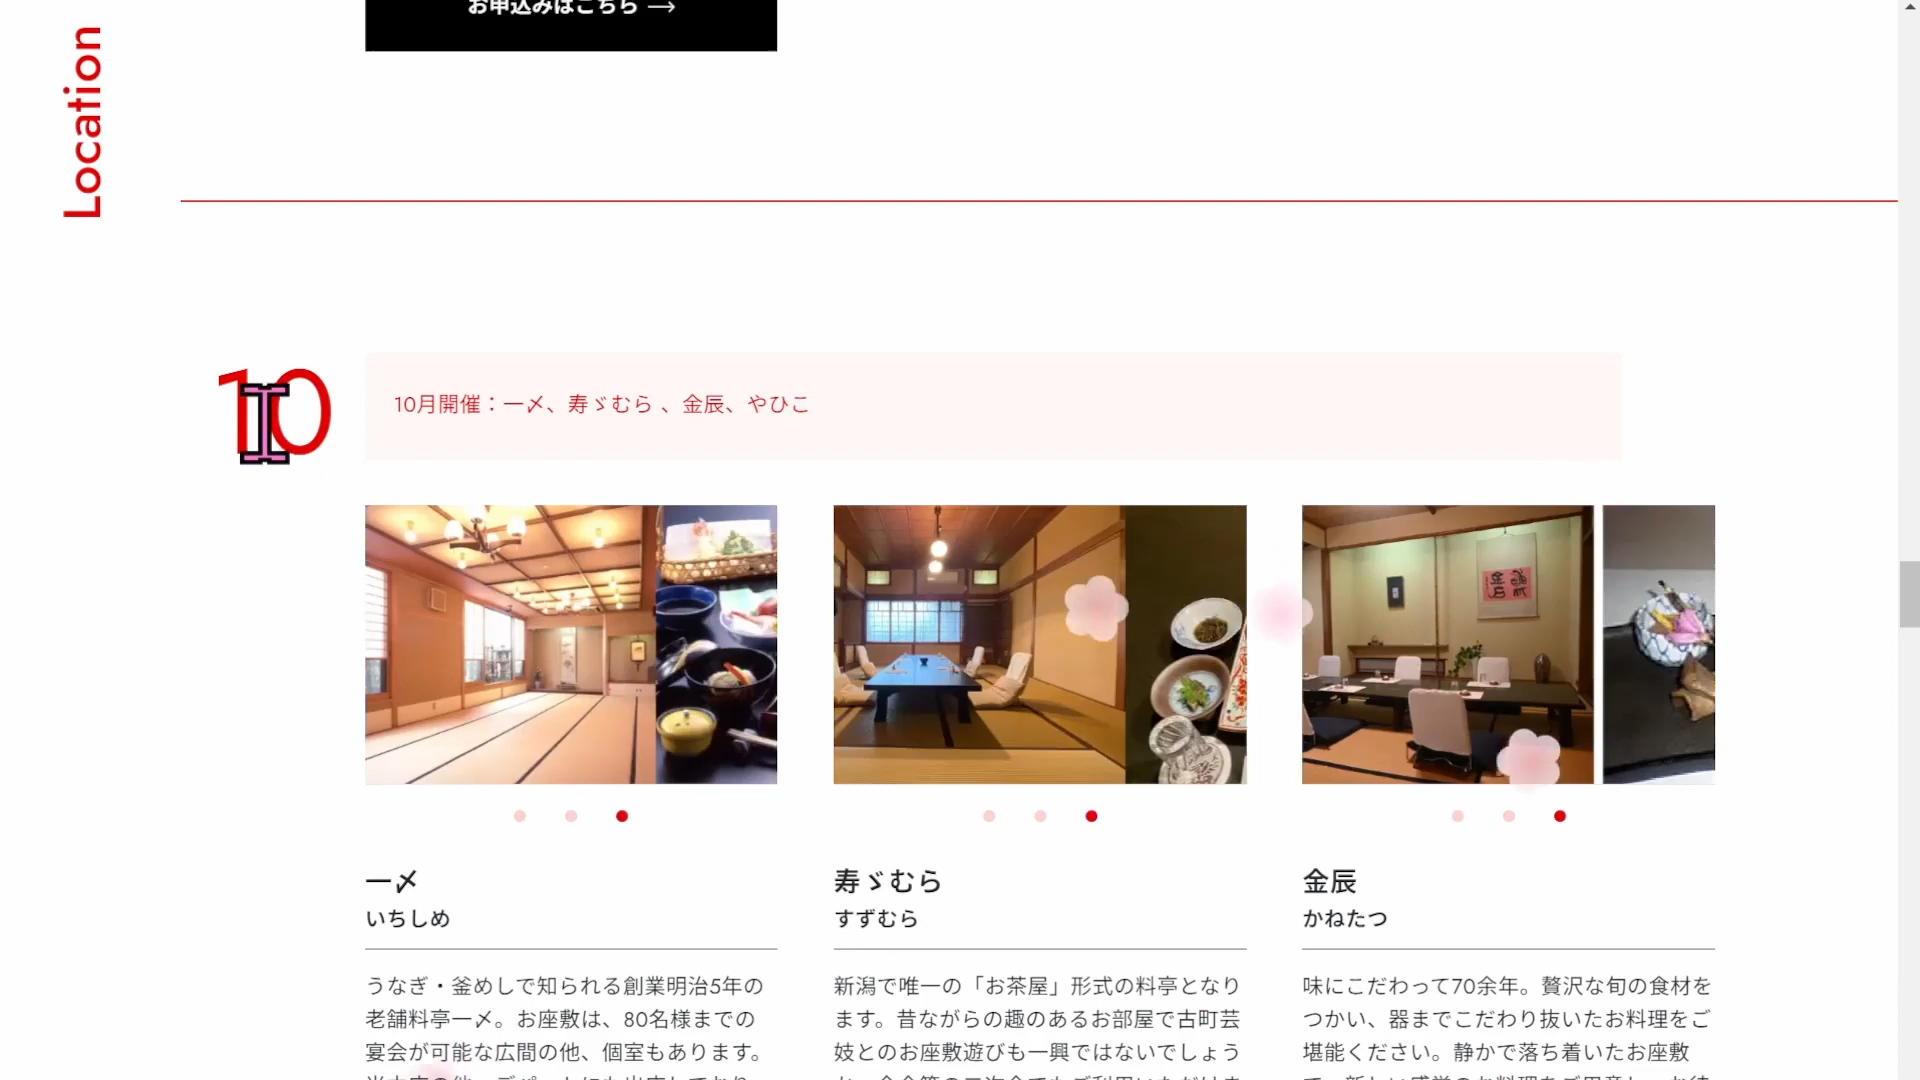 お申込みはこちら →
Location
10
10月開催：一〆、寿ゞむら 、金辰、やひこ
一〆
いちしめ
うなぎ・釜めしで知られる創業明治5年の
老舗料亭一〆。お座敷は、80名様までの
宴会が可能な広間の他、個室もあります。
寿ゞむら
すずむら
新潟で唯一の「お茶屋」形式の料亭となり
ます。昔ながらの趣のあるお部屋で古町芸
妓とのお座敷遊びも一興ではないでしょう
金辰
かねたつ
味にこだわって70余年。贅沢な旬の食材を
つかい、器までこだわり抜いたお料理をご
堪能ください。静かで落ち着いたお座敷